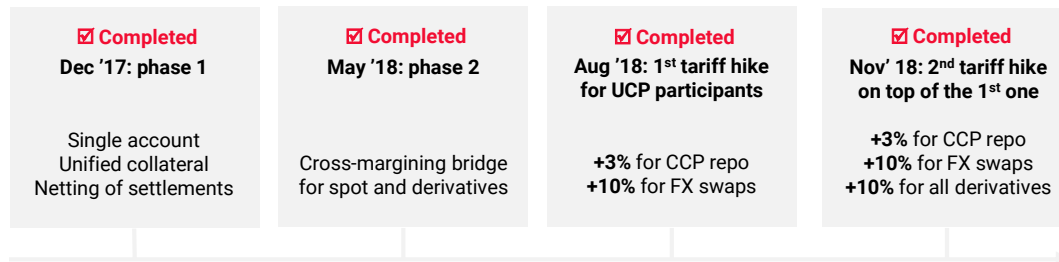 ☑ Completed
Dec ’17: phase 1
Single account
Unified collateral
Netting of settlements
☑ Completed
May ’18: phase 2
Cross-margining bridge
for spot and derivatives
☑ Completed
Aug ’18: 1st tariff hike
for UCP participants
+3% for CCP repo
+10% for FX swaps
☑ Completed
Nov’ 18: 2nd tariff hike
on top of the 1st one
+3% for CCP repo
+10% for FX swaps
+10% for all derivatives